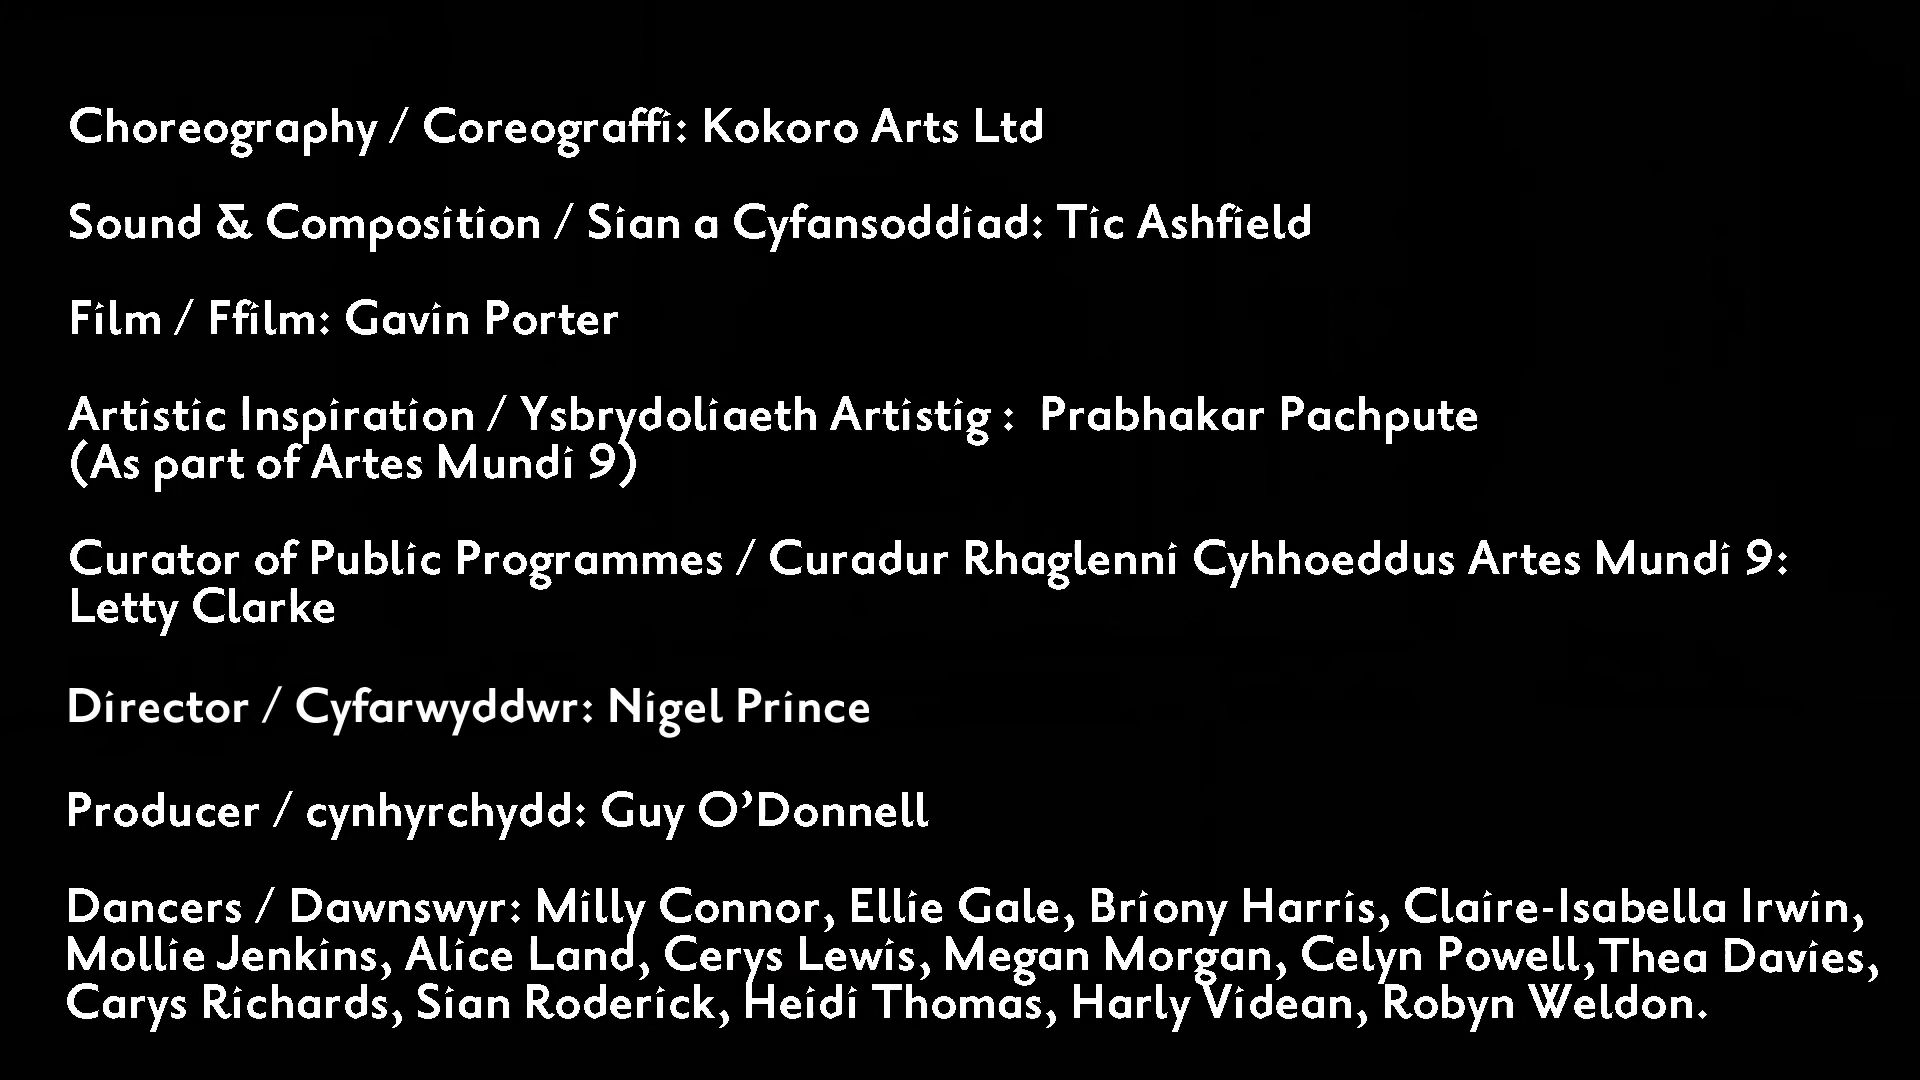 Choreography / Coreograffi: Kokoro Arts Ltd
Sound & Composition / Sian a Cyfansoddiad: Tic Ashfield
Film / Ffilm: Gavin Porter
Artistic Inspiration / Ysbrydoliaeth Artistig :  Prabhakar Pachpute
(As part of Artes Mundi 9)
Curator of Public Programmes / Curadur Rhaglenni Cyhhoeddus Artes Mundi 9:
Letty Clarke
Director / Cyfarwyddwr: Nigel Prince
Producer / cynhyrchydd: Guy O’Donnell
Dancers / Dawnswyr: Milly Connor, Ellie Gale, Briony Harris, Claire-Isabella Irwin,
Mollie Jenkins, Alice Land, Cerys Lewis, Megan Morgan, Celyn Powell,Thea Davies,
Carys Richards, Sian Roderick, Heidi Thomas, Harly Videan, Robyn Weldon.